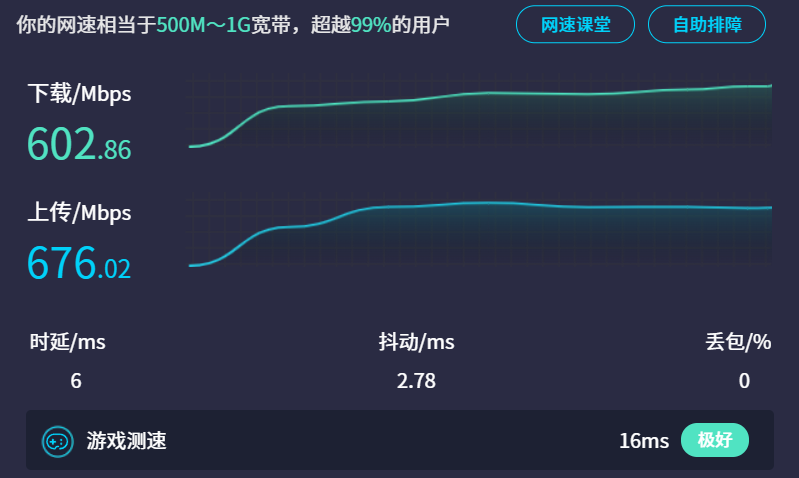 你的网速相当于500M～1G宽带，超越99%的用户 网速课堂 自助排障
下载/Mbps
602.86
上传/Mbps
676.02
时延/ms 抖动/ms 丢包/%
6 2.78 0
游戏测速 16ms 极好